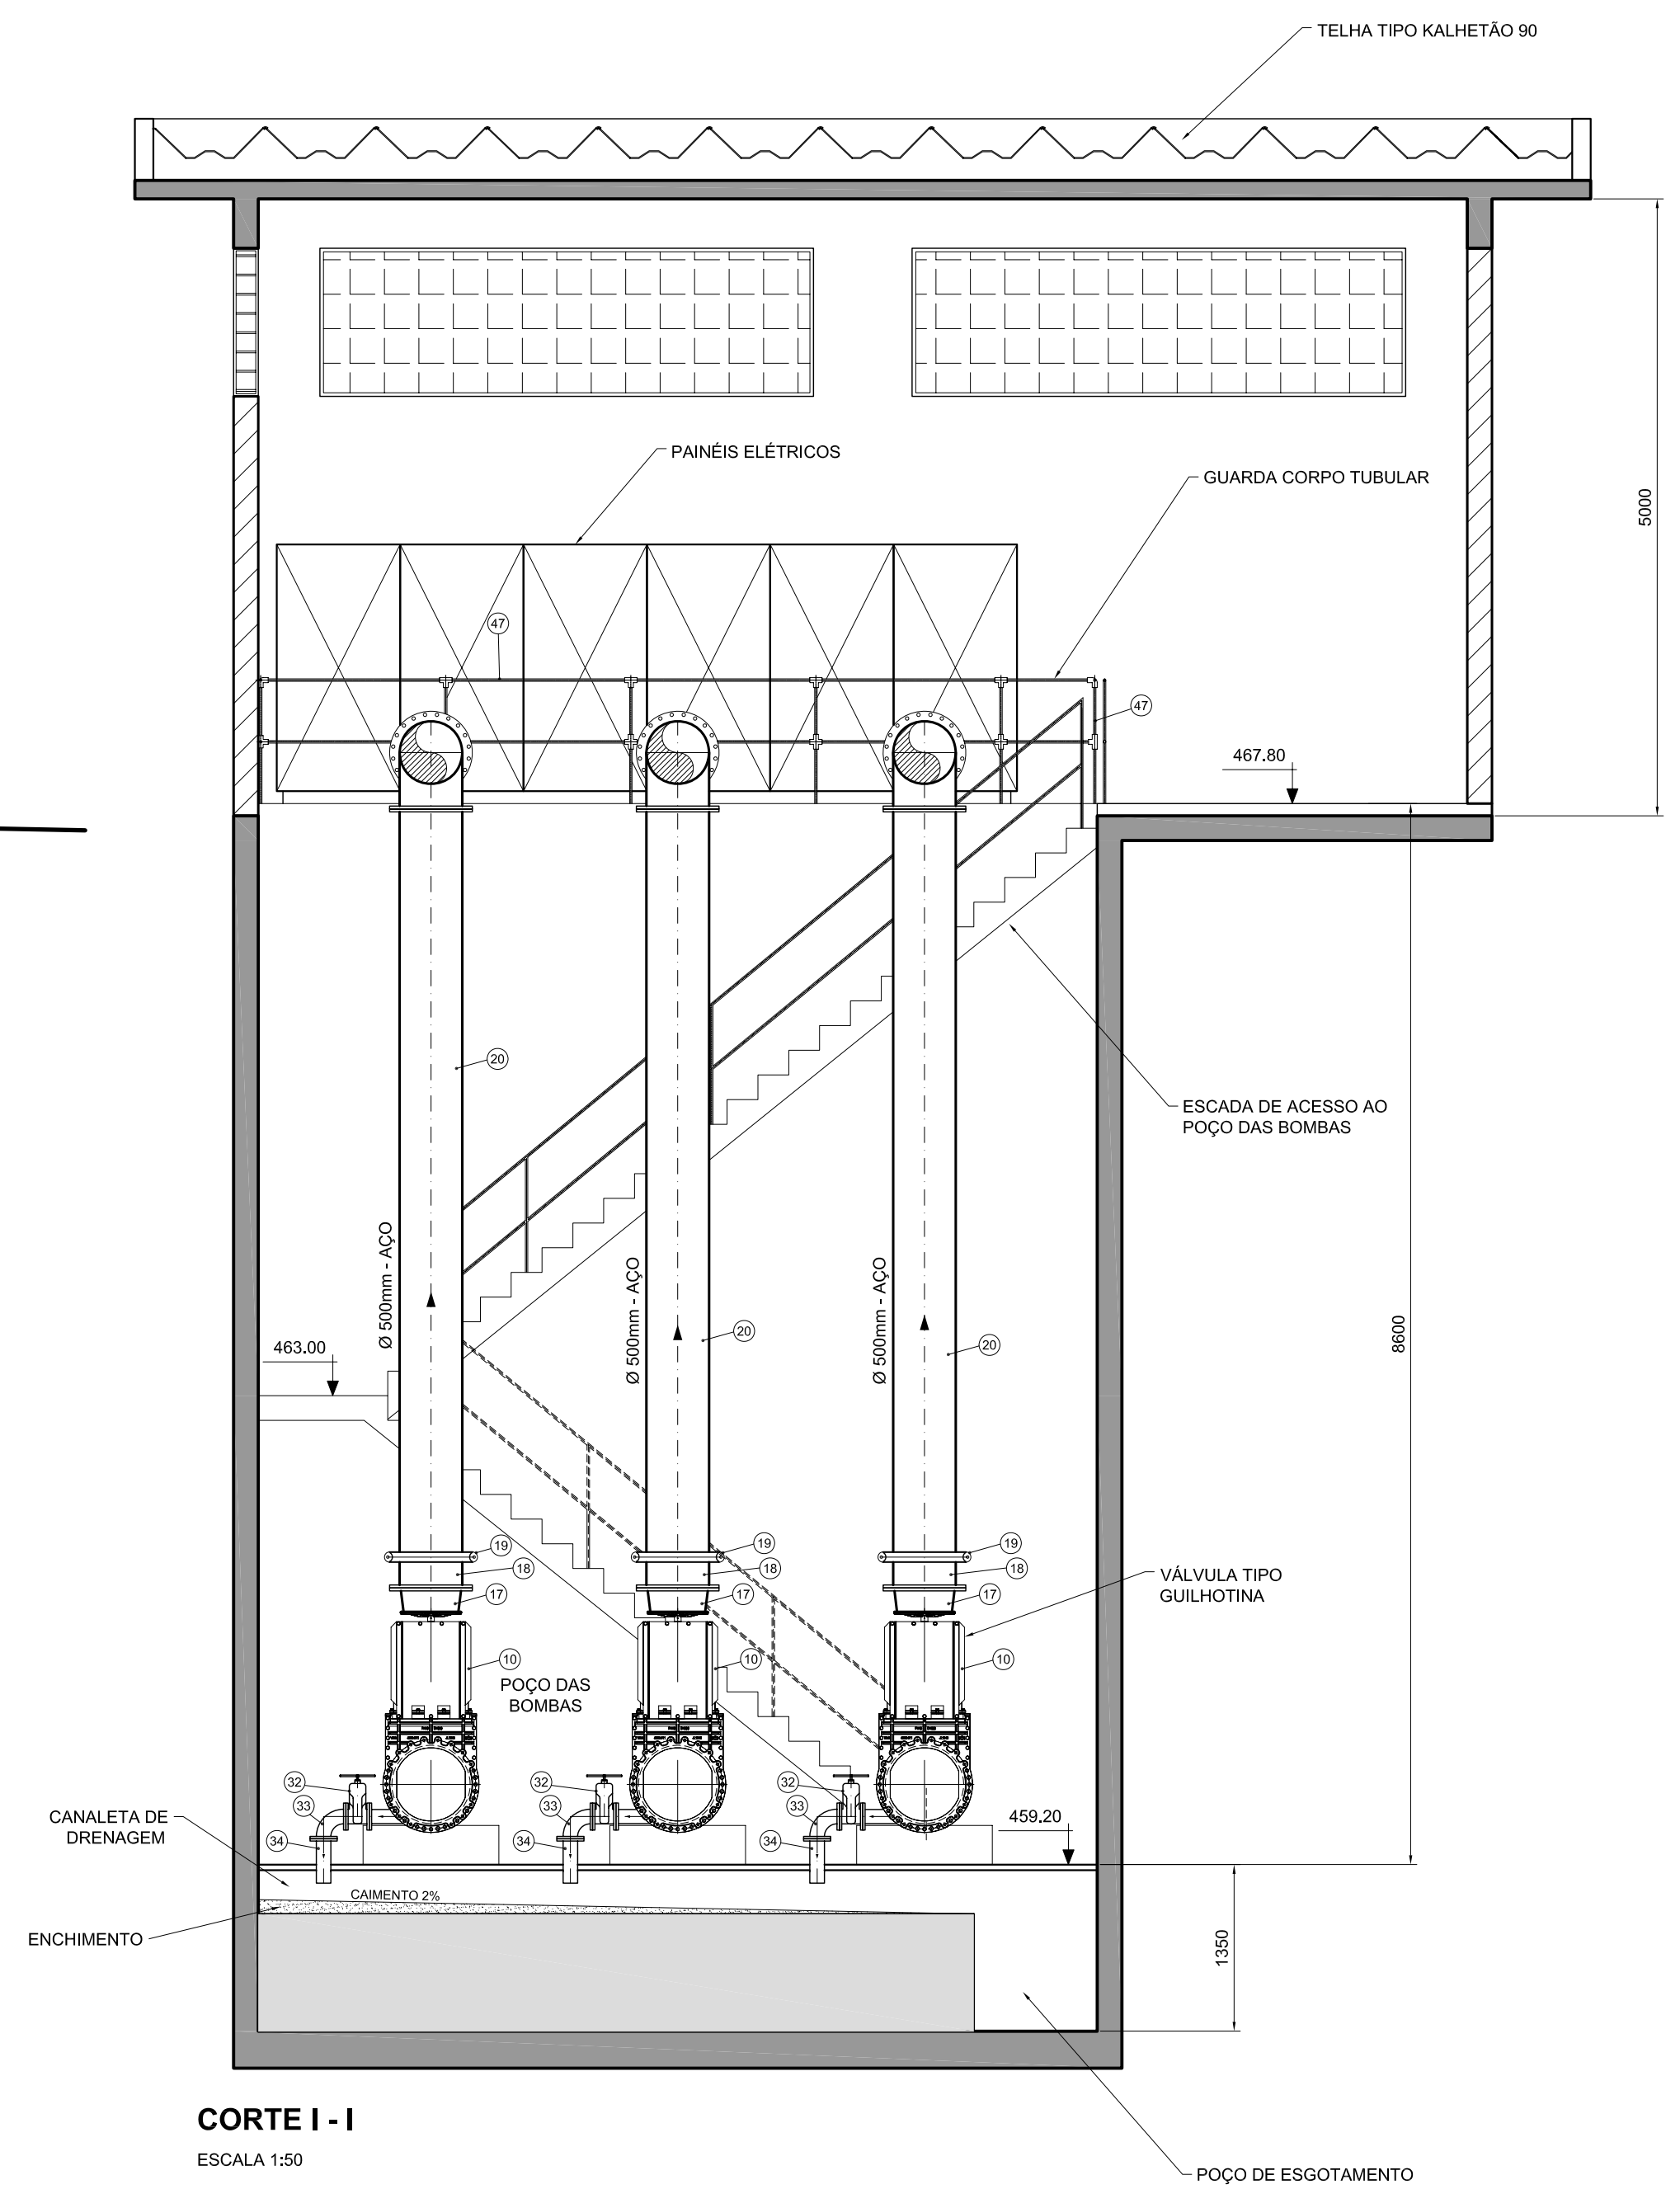 TELHA TIPO KALHETÃO 90
PAINÉIS ELÉTRICOS
GUARDA CORPO TUBULAR
5000
47
47
467.80
20
ESCADA DE ACESSO AO
POÇO DAS BOMBAS
Ø 500mm - AÇO
Ø 500mm - AÇO
Ø 500mm - AÇO
463.00
20
20
8600
19
19
19
18
18
18
17
17
17
VÁLVULA TIPO
GUILHOTINA
10
10
10
POÇO DAS
BOMBAS
32
32
32
33
33
33
34
34
34
CANALETA DE
DRENAGEM
459.20
CAIMENTO 2%
ENCHIMENTO
1350
CORTE I - I
ESCALA 1:50
POÇO DE ESGOTAMENTO